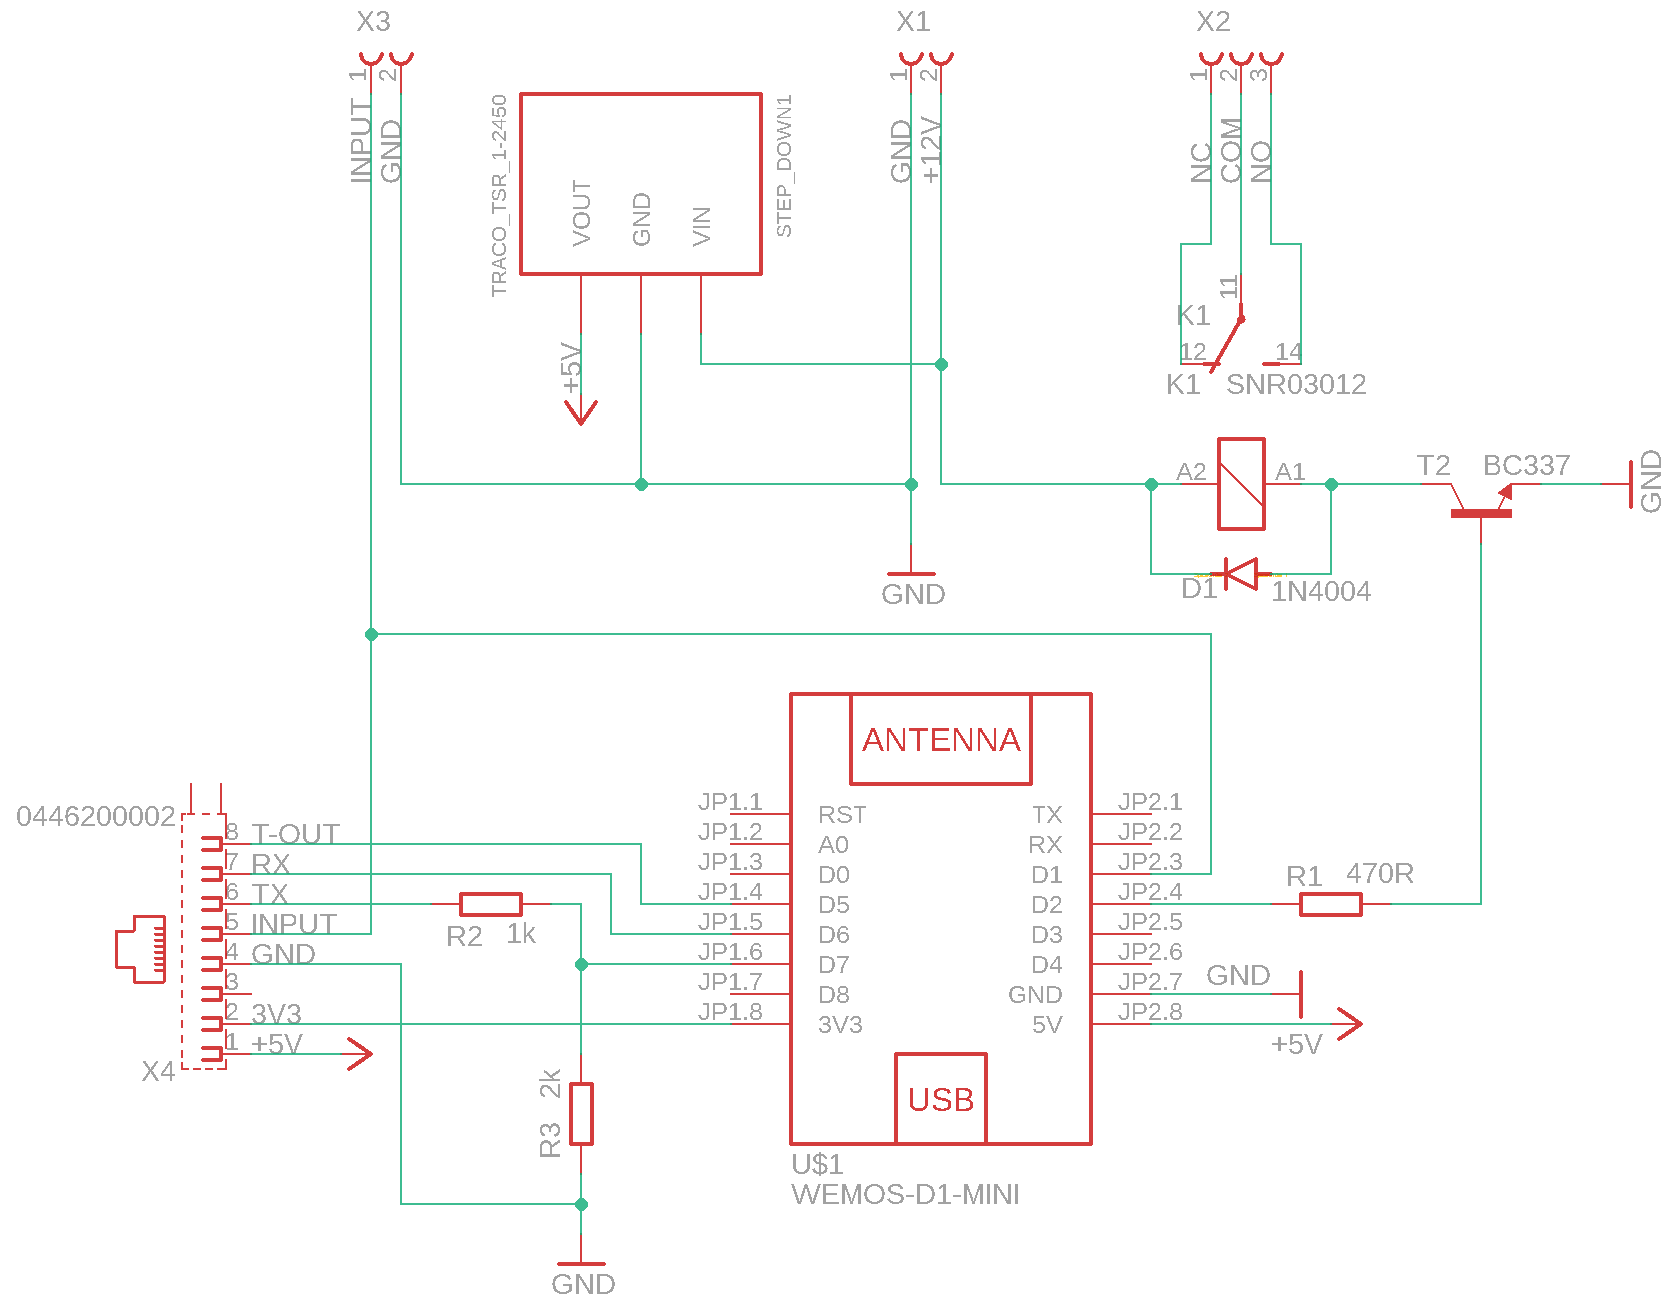 X3
X1
X2
1
2
1
2
1
2
3
INPUT
GND
TRACO_TSR_1-2450
STEP_DOWN1
VOUT
GND
VIN
GND
+12V
NC
COM
NO
+5V
11
K1
12
14
K1
SNR03012
A2
A1
T2
BC337
GND
D1
1N4004
GND
ANTENNA
0446200002
8
T-OUT
7
RX
6
TX
5
INPUT
4
GND
3
2
3V3
1
+5V
X4
R2
1k
2k
R3
GND
JP1.1
RST
TX
JP2.1
JP1.2
A0
RX
JP2.2
JP1.3
D0
D1
JP2.3
JP1.4
D5
D2
JP2.4
JP1.5
D6
D3
JP2.5
JP1.6
D7
D4
JP2.6
JP1.7
D8
GND
JP2.7
JP1.8
3V3
5V
JP2.8
R1
470R
GND
+5V
USB
U$1
WEMOS-D1-MINI